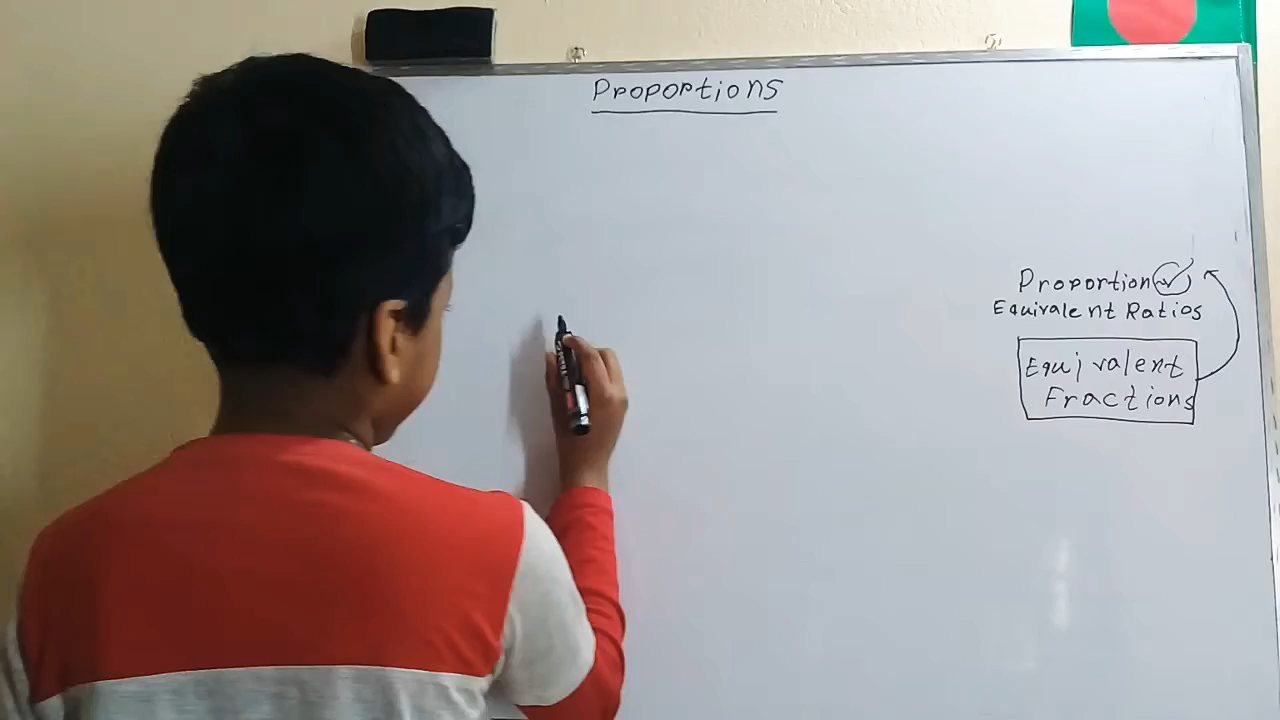 Proportions
Proportion
Equivalent Ratios
Equivalent
Fractions